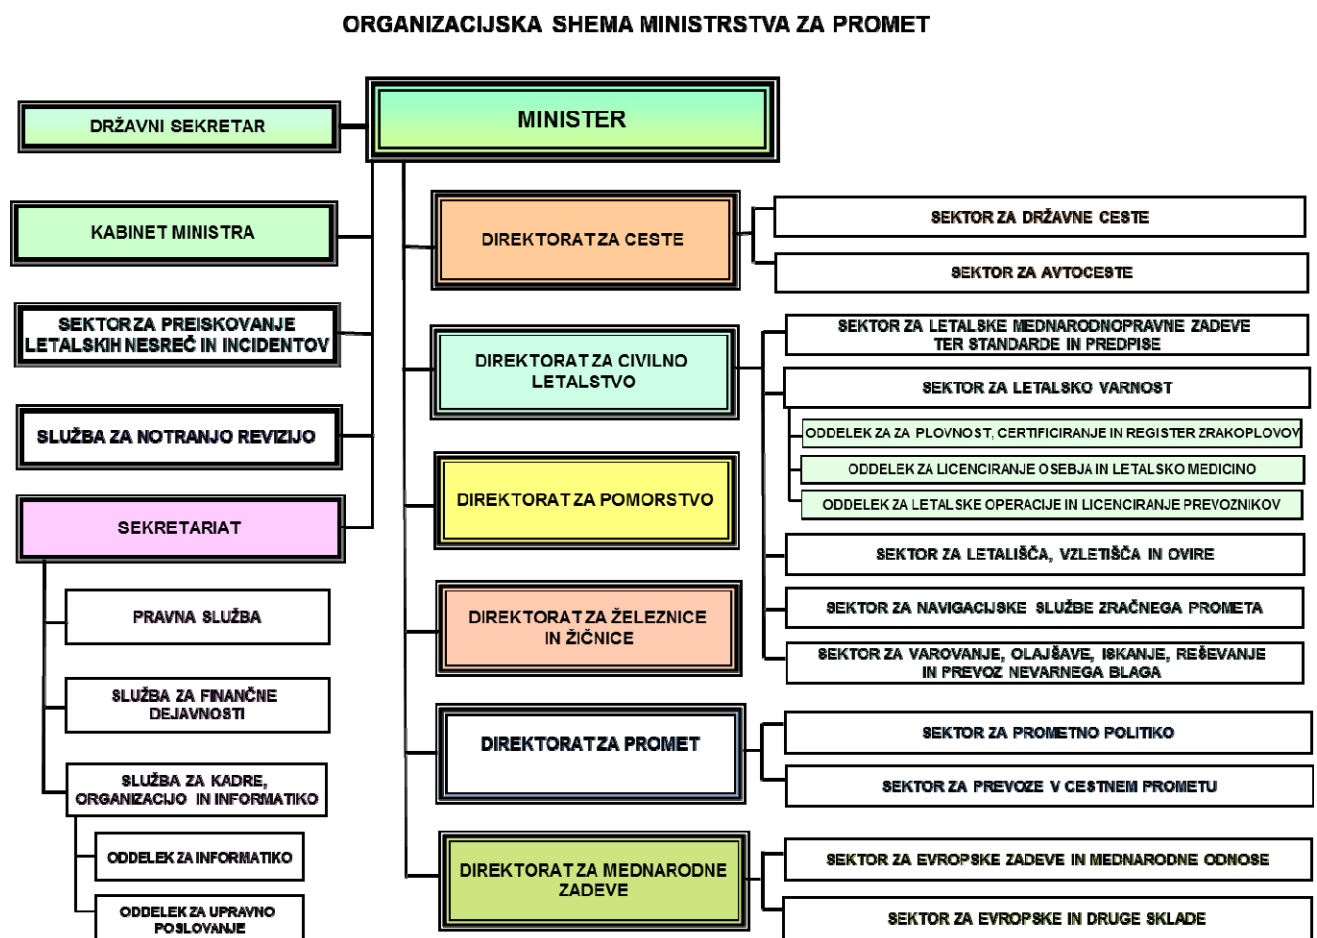 ORGANIZACIJSKA SHEMA MINISTRSTVA ZA PROMET
MINISTER
DRŽAVNI SEKRETAR
KABINET MINISTRA
SEKTOR ZA PREISKOVANJE
LETALSKIH NESREČ IN INCIDENTOV
SLUŽBA ZA NOTRANJO REVIZIJO
SEKRETARIAT
PRAVNA SLUŽBA
SLUŽBA ZA FINANČNE
DEJAVNOSTI
SLUŽBA ZA KADRE,
ORGANIZACIJO IN INFORMATIKO
ODDELEK ZA INFORMATIKO
ODDELEK ZA UPRAVNO
POSLOVANJE
DIREKTORAT ZA CESTE
SEKTOR ZA DRŽAVNE CESTE
SEKTOR ZA AVTOCESTE
DIREKTORAT ZA CIVILNO
LETALSTVO
SEKTOR ZA LETALSKE MEDNARODNOPRAVNE ZADEVE
TER STANDARDE IN PREDPISE
SEKTOR ZA LETALSKO VARNOST
ODDELEK ZA ZA PLOVNOST, CERTIFICIRANJE IN REGISTER ZRAKOPLOVOV
ODDELEK ZA LICENCIRANJE OSEBJA IN LETALSKO MEDICINO
ODDELEK ZA LETALSKE OPERACIJE IN LICENCIRANJE PREVOZNIKOV
SEKTOR ZA LETALIŠČA, VZLETIŠČA IN OVIRE
SEKTOR ZA NAVIGACIJSKE SLUŽBE ZRAČNEGA PROMETA
SEKTOR ZA VAROVANJE, OLAJŠAVE, ISKANJE, REŠEVANJE
IN PREVOZ NEVARNEGA BLAGA
DIREKTORAT ZA POMORSTVO
DIREKTORAT ZA ŽELEZNICE
IN ŽIČNICE
DIREKTORAT ZA PROMET
SEKTOR ZA PROMETNO POLITIKO
SEKTOR ZA PREVOZE V CESTNEM PROMETU
DIREKTORAT ZA MEDNARODNE
ZADEVE
SEKTOR ZA EVROPSKE ZADEVE IN MEDNARODNE ODNOSE
SEKTOR ZA EVROPSKE IN DRUGE SKLADE